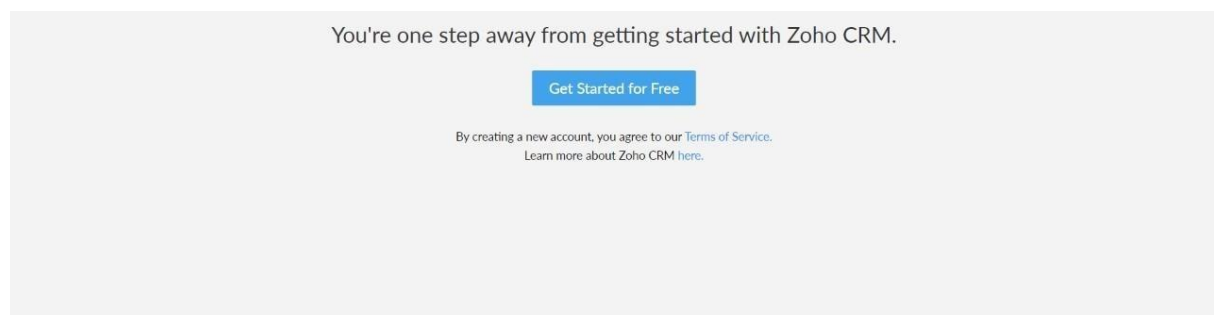 You're one step away from getting started with Zoho CRM.
Get Started for Free
By creating a new account, you agree to our Terms of Service.
Learn more about Zoho CRM here.